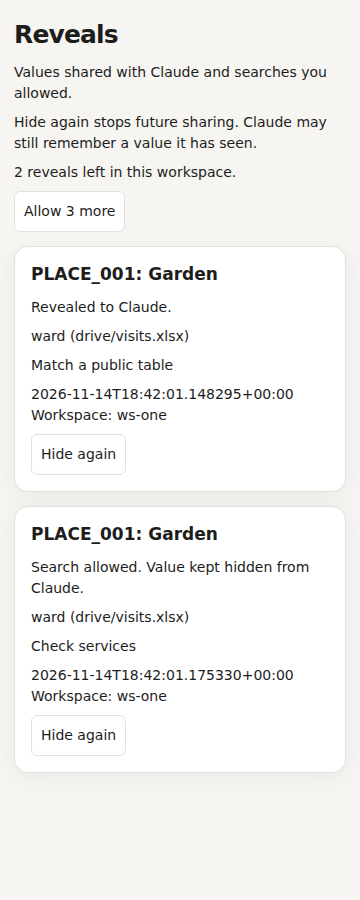 Reveals
Values shared with Claude and searches you
allowed.
Hide again stops future sharing. Claude may
still remember a value it has seen.
2 reveals left in this workspace.
Allow 3 more
PLACE_001: Garden
Revealed to Claude.
ward (drive/visits.xlsx)
Match a public table
2026-11-14T18:42:01.148295+00:00
Workspace: ws-one
Hide again
PLACE_001: Garden
Search allowed. Value kept hidden from
Claude.
ward (drive/visits.xlsx)
Check services
2026-11-14T18:42:01.175330+00:00
Workspace: ws-one
Hide again